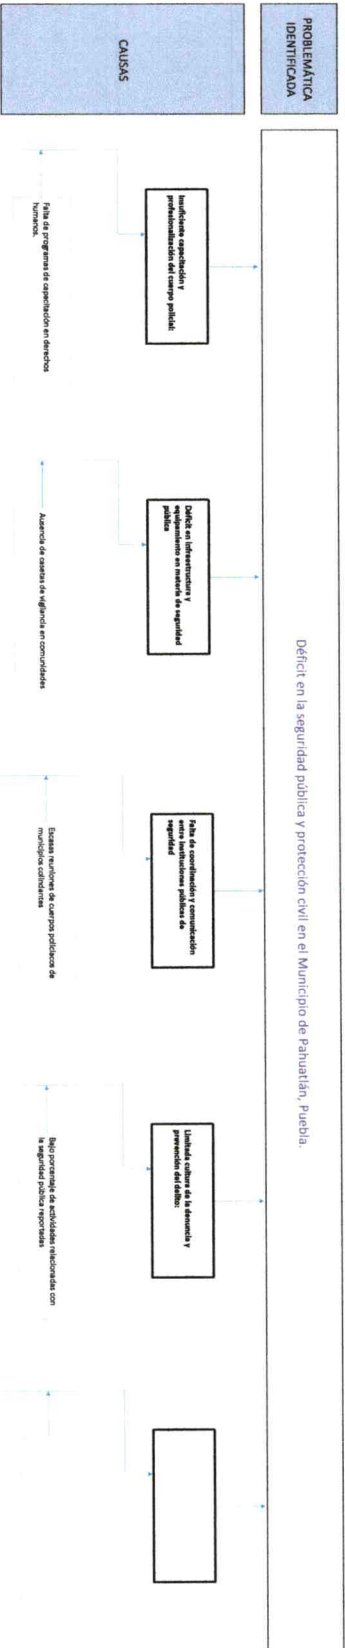 PROBLEMÁTICA
IDENTIFICADA
Déficit en la seguridad pública y protección civil en el Municipio de Pahuatlán, Puebla.
CAUSAS
Insuficiente capacitación y
profesionalización del cuerpo policial:
Déficit en infraestructura y
equipamiento en materia de seguridad
pública
Falta de coordinación y comunicación
entre instituciones públicas de
seguridad
Limitada cultura de la denuncia y
prevención del delito:
Falta de programas de capacitación en derechos
humanos.
Ausencia de casetas de vigilancia en comunidades
Escasas reuniones de cuerpos policiacos de
municipios colindantes
Bajo porcentaje de actividades relacionadas con
la seguridad pública reportadas